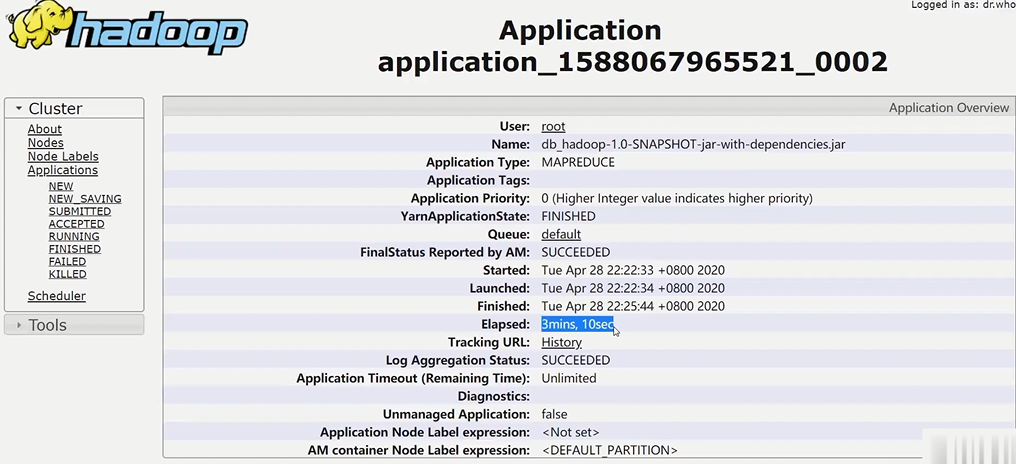 Logged in as: dr.who
hadoop
Application
application_1588067965521_0002
Cluster
About
Nodes
Node Labels
Applications
NEW
NEW_SAVING
SUBMITTED
ACCEPTED
RUNNING
FINISHED
FAILED
KILLED
Scheduler
Tools
Application Overview
User: root
Name: db_hadoop-1.0-SNAPSHOT-jar-with-dependencies.jar
Application Type: MAPREDUCE
Application Tags:
Application Priority: 0 (Higher Integer value indicates higher priority)
YarnApplicationState: FINISHED
Queue: default
FinalStatus Reported by AM: SUCCEEDED
Started: Tue Apr 28 22:22:33 +0800 2020
Launched: Tue Apr 28 22:22:34 +0800 2020
Finished: Tue Apr 28 22:25:44 +0800 2020
Elapsed: 3mins, 10sec
Tracking URL: History
Log Aggregation Status: SUCCEEDED
Application Timeout (Remaining Time): Unlimited
Diagnostics:
Unmanaged Application: false
Application Node Label expression: <Not set>
AM container Node Label expression: <DEFAULT_PARTITION>